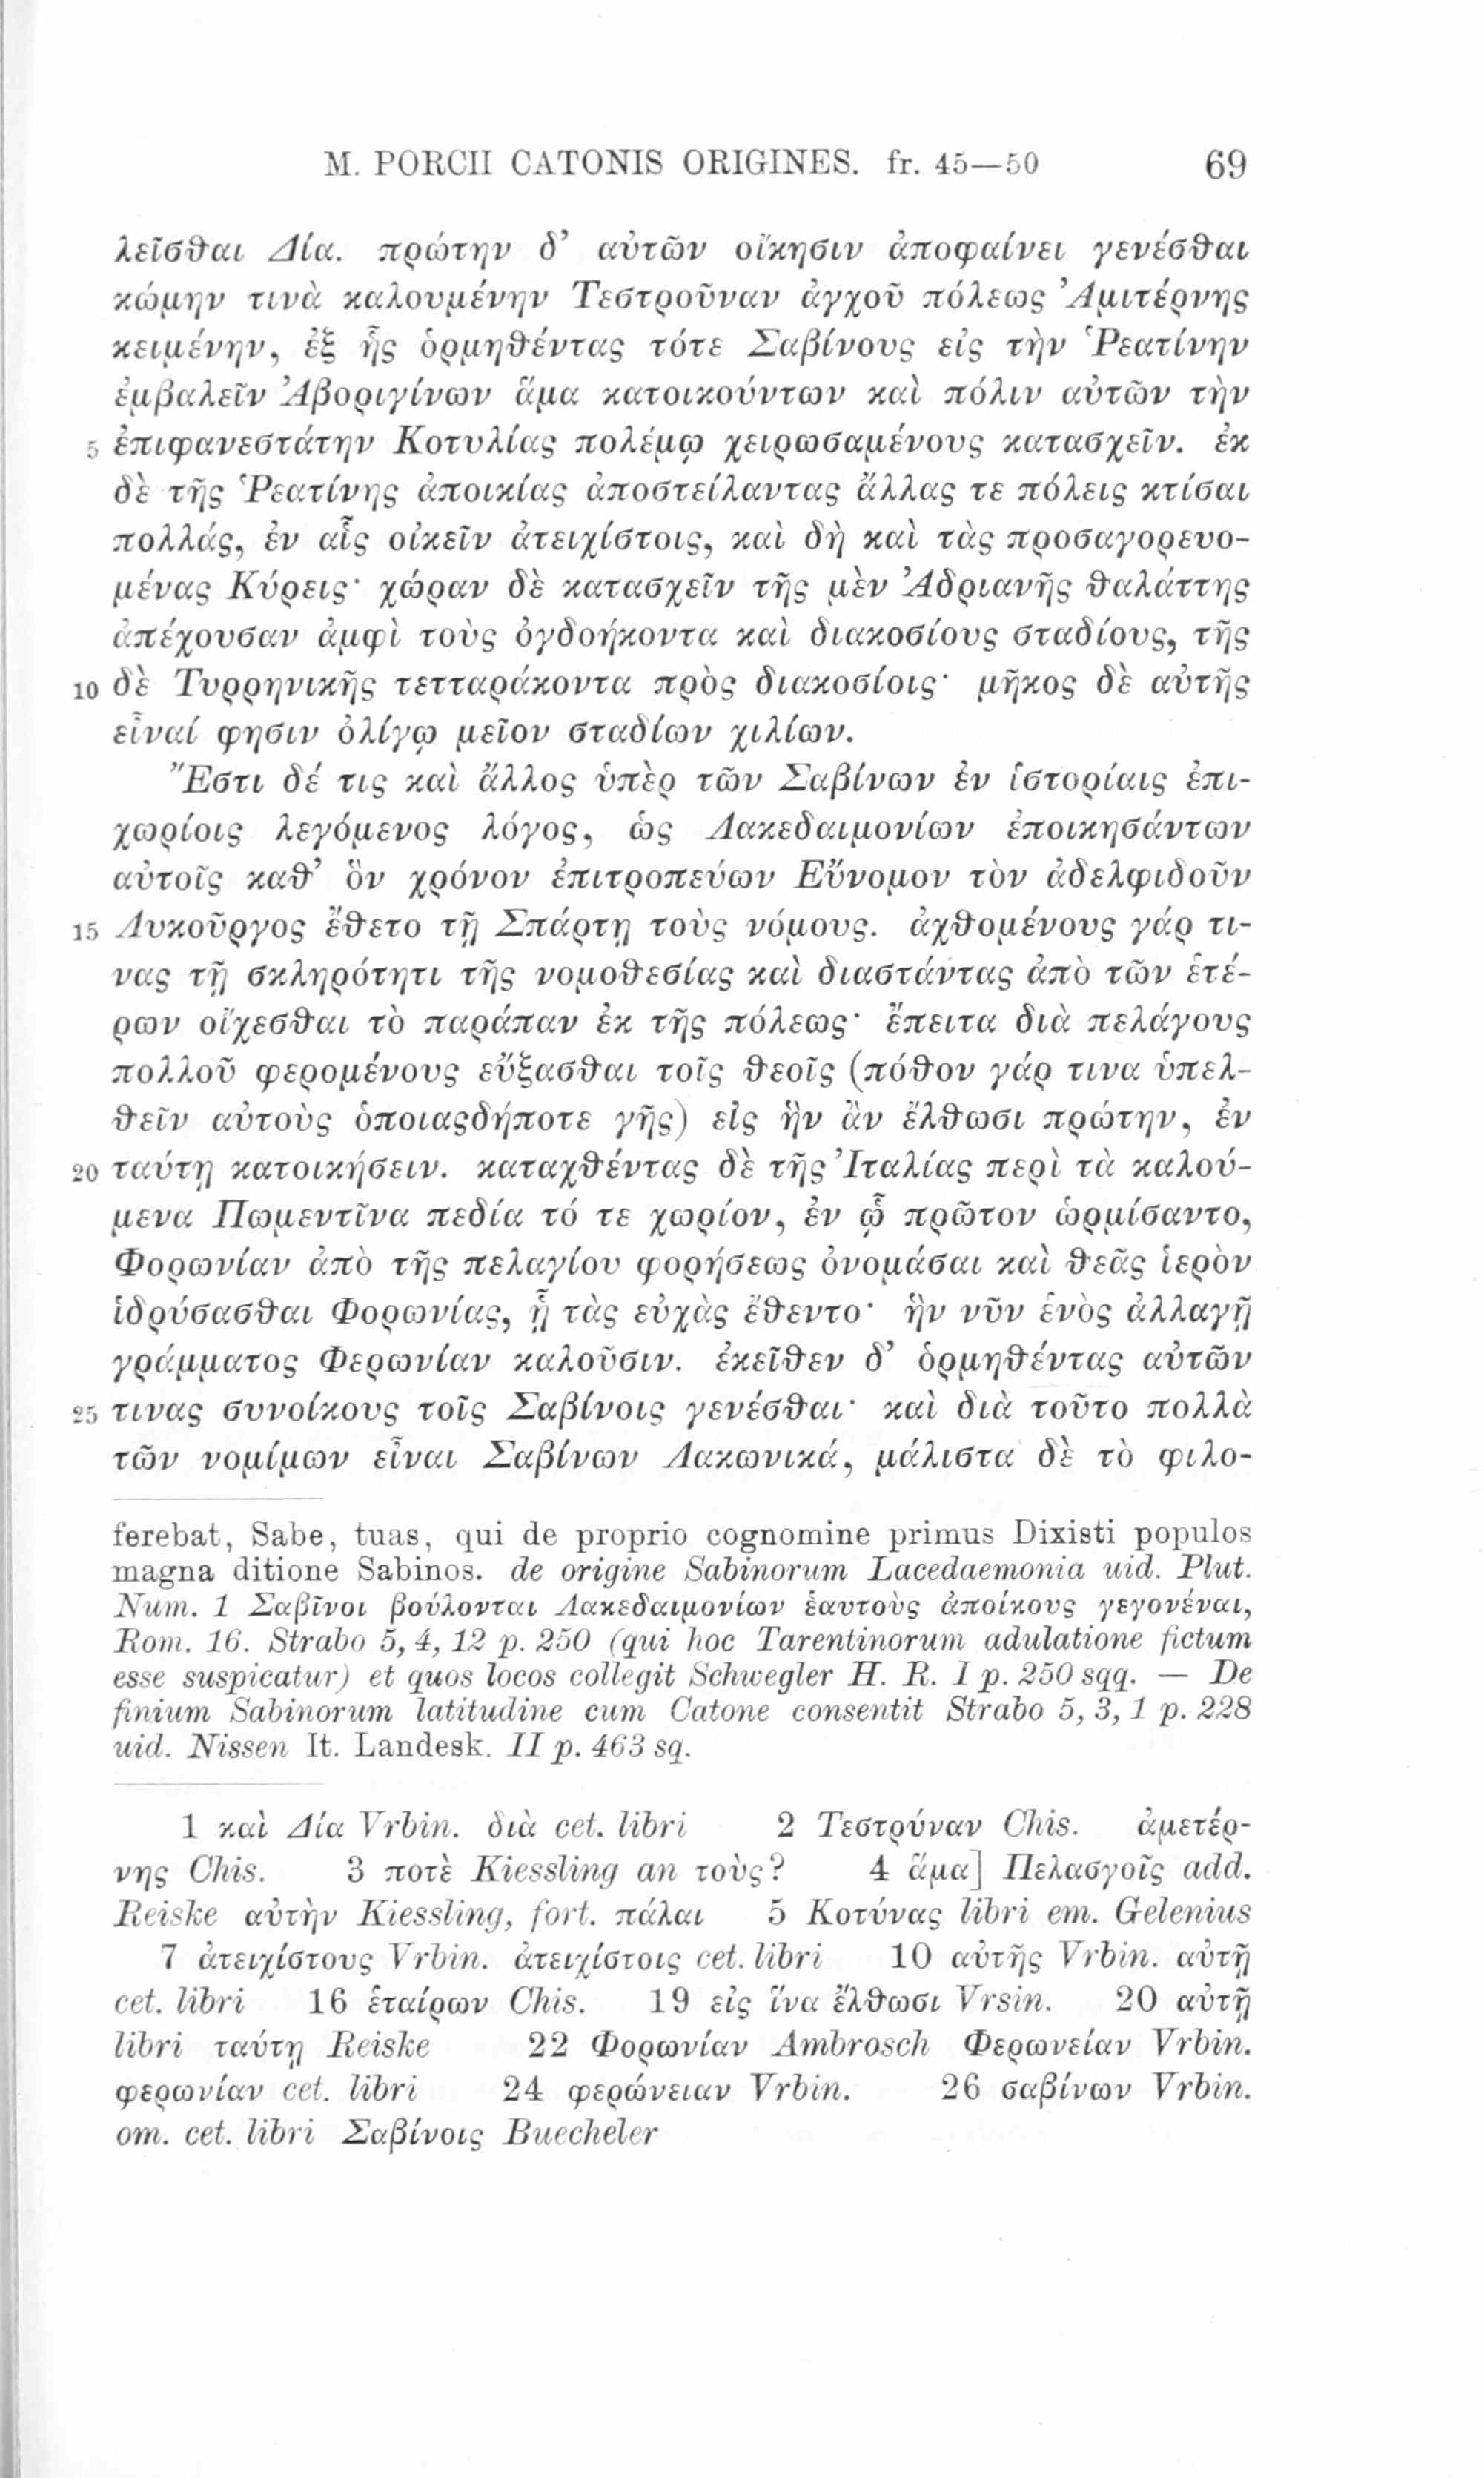 M. PORCII CATONIS ORIGINES. fr. 45—50 69
λεῖσθαι Δία. πρώτην δ’ αὐτῶν οἴκησιν ἀποφαίνει γενέσθαι
κώμην τινὰ καλουμένην Τεστροῦναν ἀγχοῦ πόλεως Ἀμιτέρνης
κειμένην, ἐξ ἧς ὁρμηθέντας τότε Σαβίνους εἰς τὴν Ῥεατίνην
ἐμβαλεῖν Ἀβοριγίνων ἅμα κατοικούντων καὶ πόλιν αὐτῶν τὴν
5 ἐπιφανεστάτην Κοτυλίας πολέμῳ χειρωσαμένους κατασχεῖν. ἐκ
δὲ τῆς Ῥεατίνης ἀποικίας ἀποστείλαντας ἄλλας τε πόλεις κτίσαι
πολλάς, ἐν αἷς οἰκεῖν ἀτειχίστοις, καὶ δὴ καὶ τὰς προσαγορευο-
μένας Κύρεις· χώραν δὲ κατασχεῖν τῆς μὲν Ἀδριανῆς θαλάττης
ἀπέχουσαν ἀμφὶ τοὺς ὀγδοήκοντα καὶ διακοσίους σταδίους, τῆς
10 δὲ Τυρρηνικῆς τετταράκοντα πρὸς διακοσίοις· μῆκος δὲ αὐτῆς
εἶναί φησιν ὀλίγῳ μεῖον σταδίων χιλίων.
Ἔστι δέ τις καὶ ἄλλος ὑπὲρ τῶν Σαβίνων ἐν ἱστορίαις ἐπι-
χωρίοις λεγόμενος λόγος, ὡς Λακεδαιμονίων ἐποικησάντων
αὐτοῖς καθ’ ὃν χρόνον ἐπιτροπεύων Εὔνομον τὸν ἀδελφιδοῦν
15 Λυκοῦργος ἔθετο τῇ Σπάρτῃ τοὺς νόμους. ἀχθομένους γάρ τι-
νας τῇ σκληρότητι τῆς νομοθεσίας καὶ διαστάντας ἀπὸ τῶν ἑτέ-
ρων οἴχεσθαι τὸ παράπαν ἐκ τῆς πόλεως· ἔπειτα διὰ πελάγους
πολλοῦ φερομένους εὔξασθαι τοῖς θεοῖς (πόθον γάρ τινα ὑπελ-
θεῖν αὐτοὺς ὁποιαςδήποτε γῆς) εἰς ἣν ἂν ἔλθωσι πρώτην, ἐν
20 ταύτῃ κατοικήσειν. καταχθέντας δὲ τῆς Ἰταλίας περὶ τὰ καλού-
μενα Πωμεντῖνα πεδία τό τε χωρίον, ἐν ᾧ πρῶτον ὡρμίσαντο,
Φορωνίαν ἀπὸ τῆς πελαγίου φορήσεως ὀνομάσαι καὶ θεᾶς ἱερὸν
ἱδρύσασθαι Φορωνίας, ᾗ τὰς εὐχὰς ἔθεντο· ἣν νῦν ἑνὸς ἀλλαγῇ
γράμματος Φερωνίαν καλοῦσιν. ἐκεῖθεν δ’ ὁρμηθέντας αὐτῶν
25 τινας συνοίκους τοῖς Σαβίνοις γενέσθαι· καὶ διὰ τοῦτο πολλὰ
τῶν νομίμων εἶναι Σαβίνων Λακωνικά, μάλιστα δὲ τὸ φιλο-
ferebat, Sabe, tuas, qui de proprio cognomine primus Dixisti populos
magna ditione Sabinos. de origine Sabinorum Lacedaemonia uid. Plut.
Num. 1 Σαβῖνοι βούλονται Λακεδαιμονίων ἑαυτοὺς ἀποίκους γεγονέναι,
Rom. 16. Strabo 5, 4, 12 p. 250 (qui hoc Tarentinorum adulatione fictum
esse suspicatur) et quos locos collegit Schwegler H. R. I p. 250 sqq. — De
finium Sabinorum latitudine cum Catone consentit Strabo 5, 3, 1 p. 228
uid. Nissen It. Landesk. II p. 463 sq.
1 καὶ Δία Vrbin. διὰ cet. libri 2 Τεστρύναν Chis. ἀμετέρ-
νης Chis. 3 ποτὲ Kiessling an τοὺς? 4 ἅμα] Πελασγοῖς add.
Reiske αὐτὴν Kiessling, fort. πάλαι 5 Κοτύνας libri em. Gelenius
7 ἀτειχίστους Vrbin. ἀτειχίστοις cet. libri 10 αὐτῆς Vrbin. αὐτῇ
cet. libri 16 ἑταίρων Chis. 19 εἰς ἵνα ἔλθωσι Vrsin. 20 αὐτῇ
libri ταύτῃ Reiske 22 Φορωνίαν Ambrosch Φερωνείαν Vrbin.
φερωνίαν cet. libri 24 φερώνειαν Vrbin. 26 σαβίνων Vrbin.
om. cet. libri Σαβίνοις Buecheler